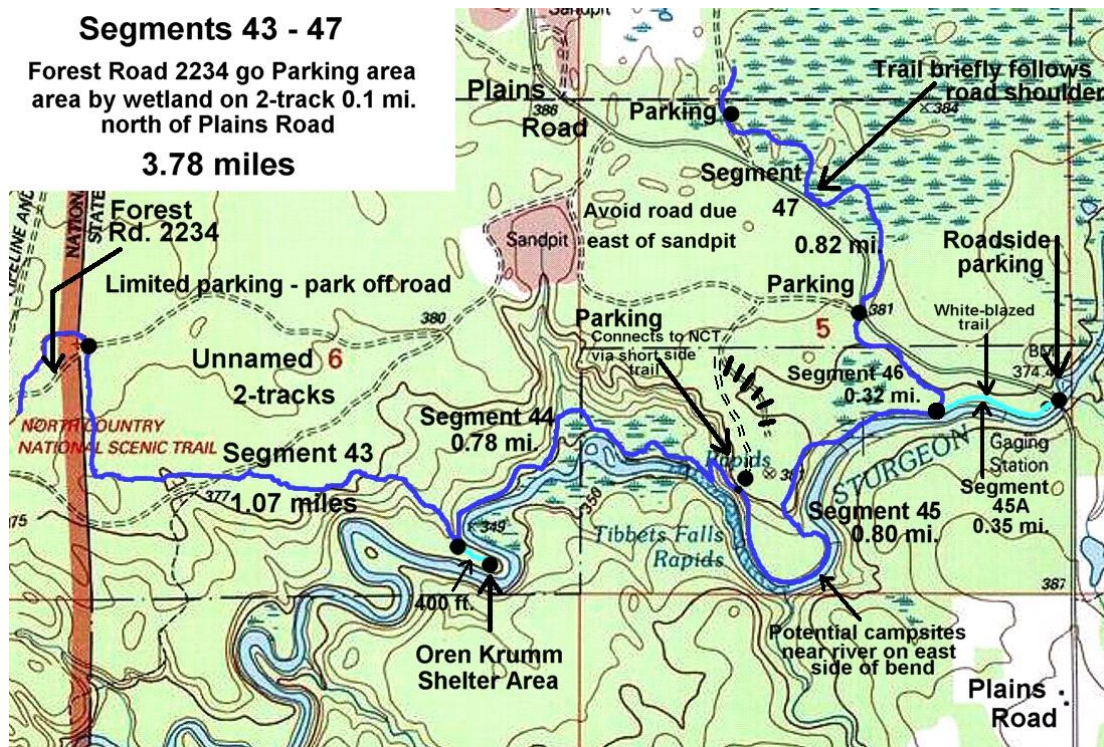 Segments 43 - 47
Forest Road 2234 go Parking area
area by wetland on 2-track 0.1 mi.
north of Plains Road
3.78 miles
Sandpit
Plains
Road
386
Parking
Trail briefly follows
road shoulder
384
Segment
47
0.82 mi.
Avoid road due
east of sandpit
Sandpit
Forest
Rd. 2234
NATION
STATE
Limited parking - park off road
380
Unnamed
2-tracks
6
Parking
381
5
Roadside
parking
Parking
Connects to NCT
via short side
trail
White-blazed
trail
BM
374.4
Segment 46
0.32 mi.
Segment 44
0.78 mi.
NORTH COUNTRY
NATIONAL SCENIC TRAIL
Segment 43
1.07 miles
377
375
349
350
Rapids
381
STURGEON
Gaging
Station
Segment
45A
0.35 mi.
Segment 45
0.80 mi.
Tibbets Falls
Rapids
400 ft.
Oren Krumm
Shelter Area
387
Potential campsites
near river on east
side of bend
Plains
Road